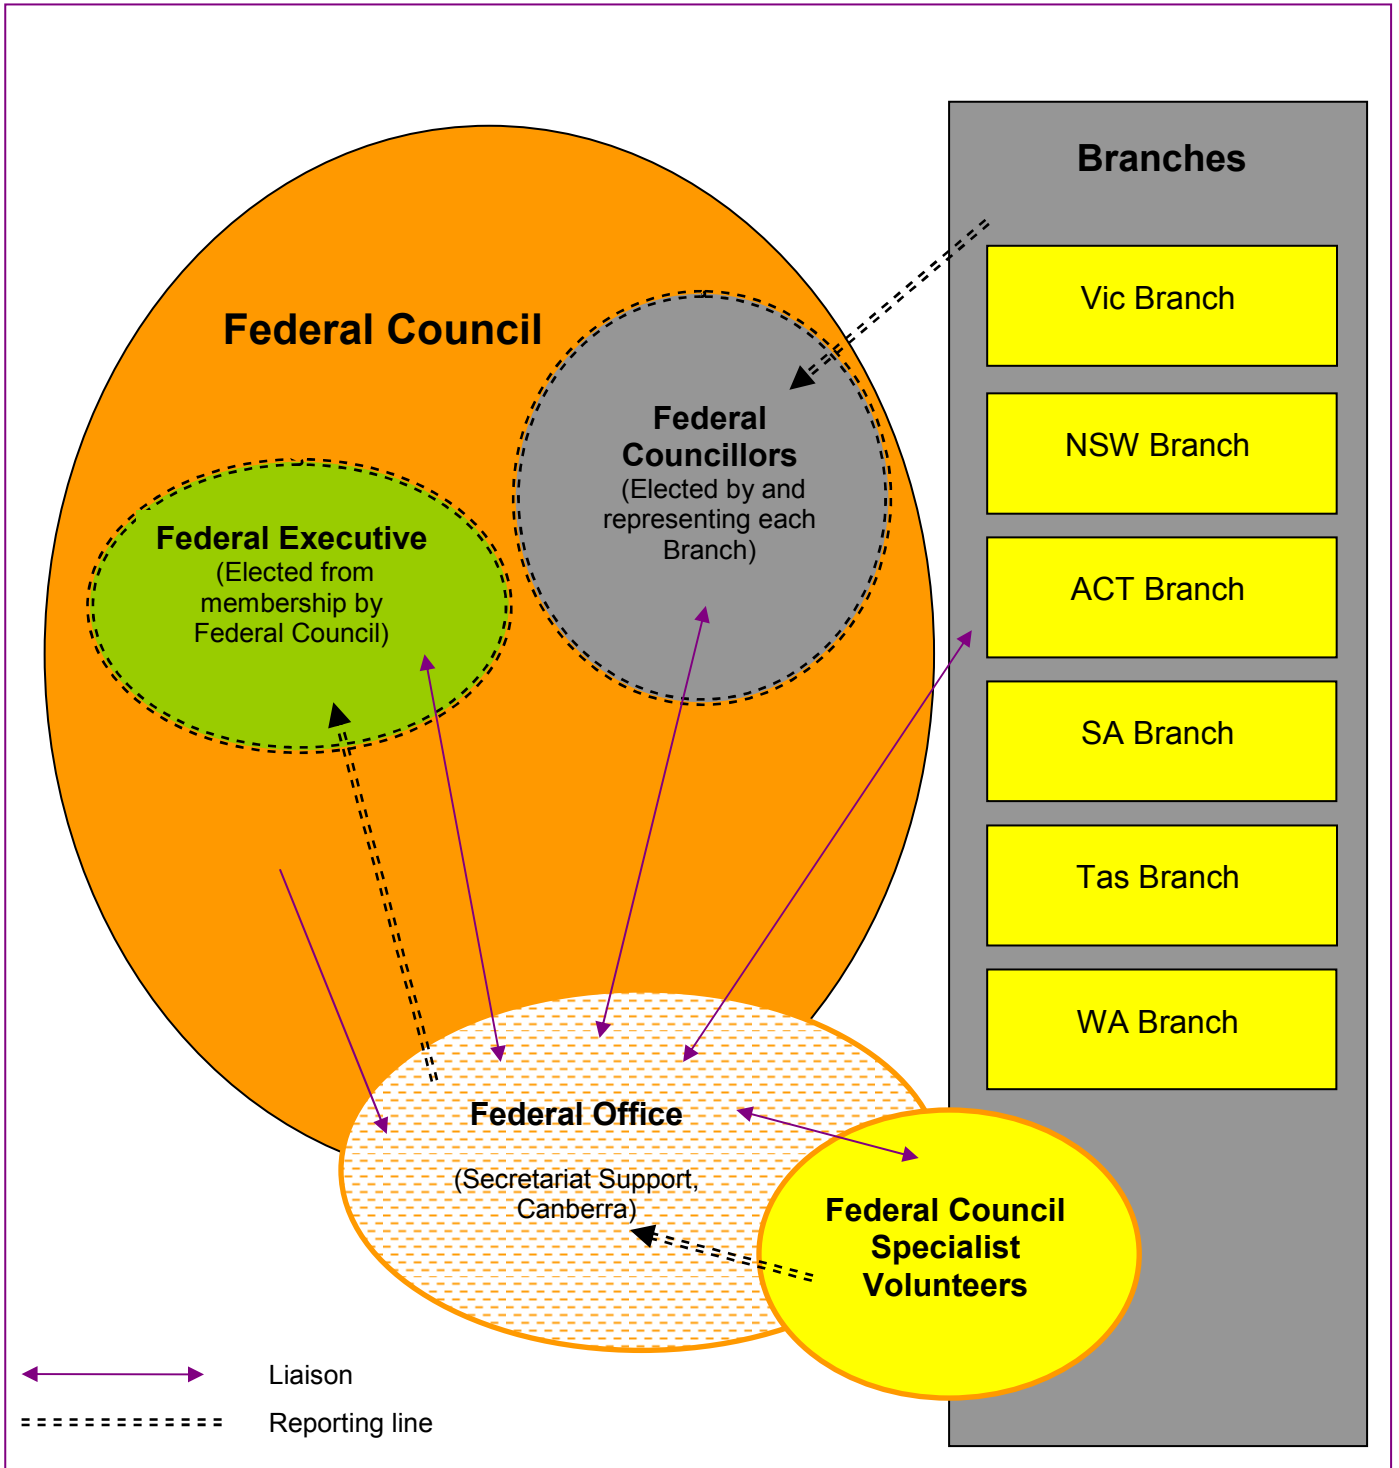 Branches
Vic Branch
NSW Branch
ACT Branch
SA Branch
Tas Branch
WA Branch
Federal Council
Federal
Councillors
(Elected by and
representing each
Branch)
Federal Executive
(Elected from
membership by
Federal Council)
Federal Office
(Secretariat Support,
Canberra)
Federal Council
Specialist
Volunteers
Liaison
Reporting line